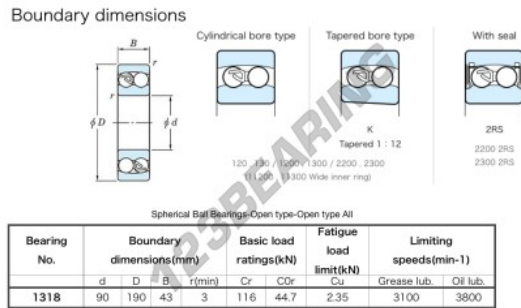 Boundary dimensions
Cylindrical bore type
Tapered bore type
With seal
B
r
r
φD
φd
K
Tapered 1 : 12
2RS
120 , 130 / 1200 , 1300 / 2200 , 2300
(11200 , 11300 Wide inner ring)
2200 2RS
2300 2RS
123BEARING
Spherical Ball Bearings-Open type-Open type All
Bearing No. Boundary dimensions(mm) Basic load ratings(kN) Fatigue load limit(kN) Limiting speeds(min-1)
d D B r(min) Cr C0r Cu Grease lub. Oil lub.
1318 90 190 43 3 116 44.7 2.35 3100 3800